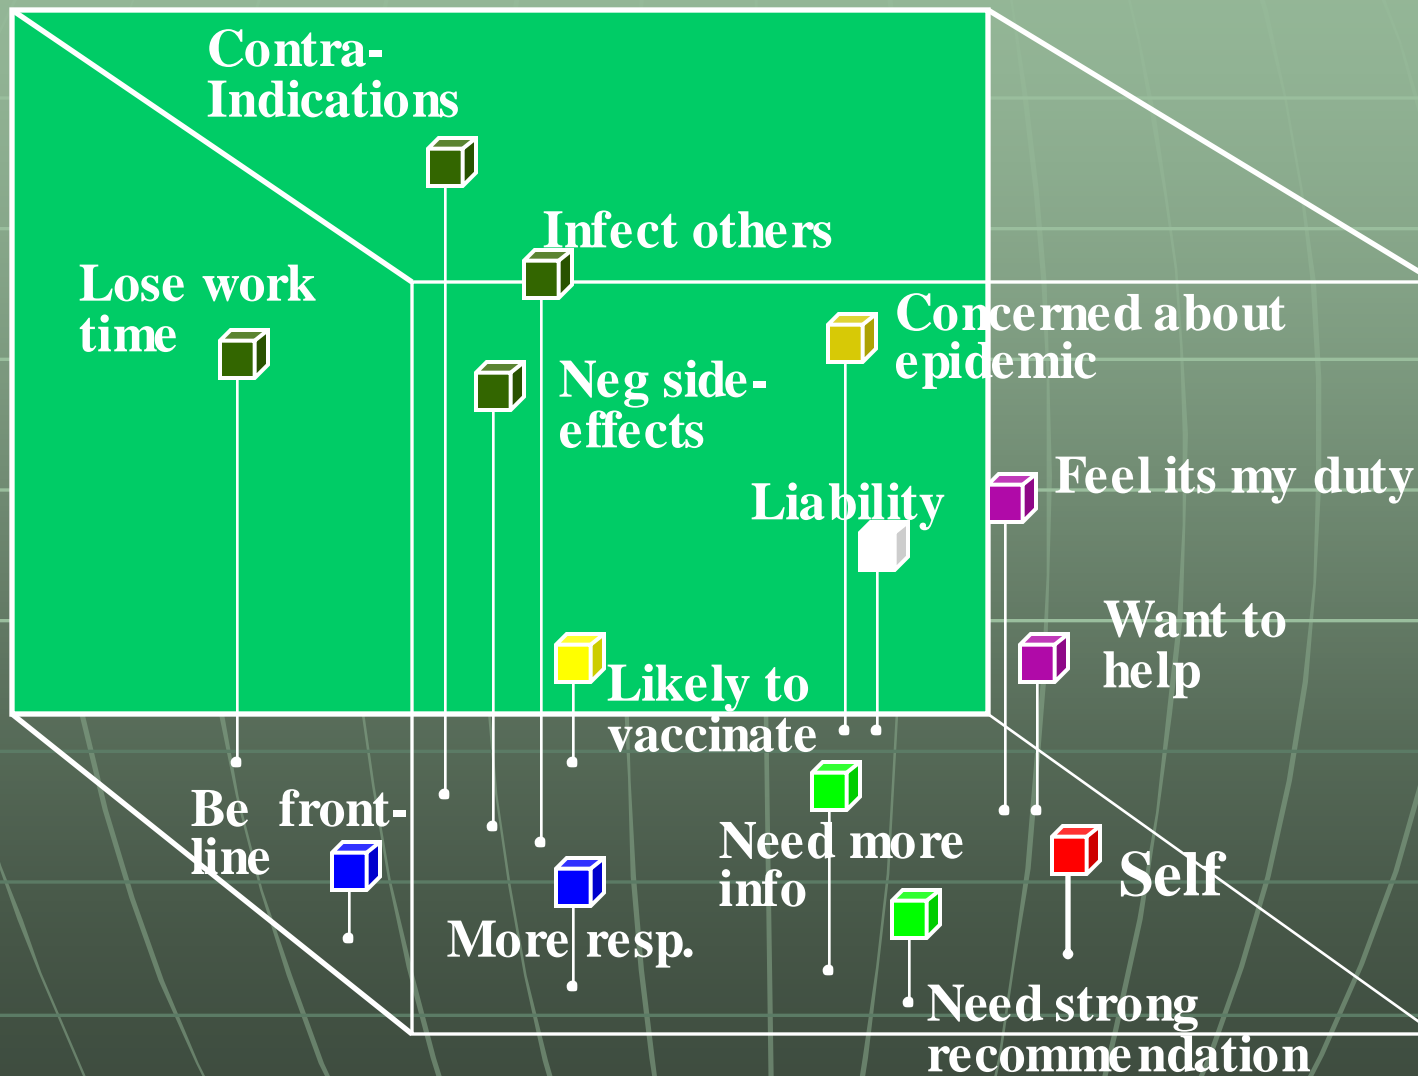 Contra-
Indications
Infect others
Lose work
time
Concerned about
epidemic
Neg side-
effects
Feel its my duty
Liability
Want to
help
Likely to
vaccinate
Be front-
line
Need more
info
Self
More resp.
Need strong
recommendation